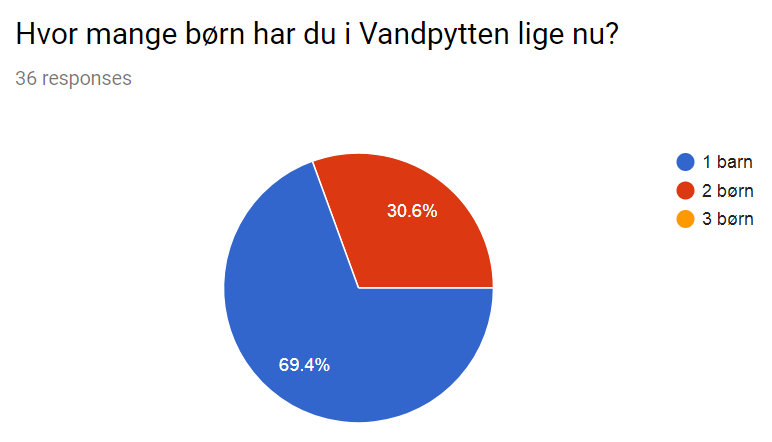 Hvor mange børn har du i Vandpytten lige nu?
36 responses
1 barn
2 børn
3 børn
30.6%
69.4%